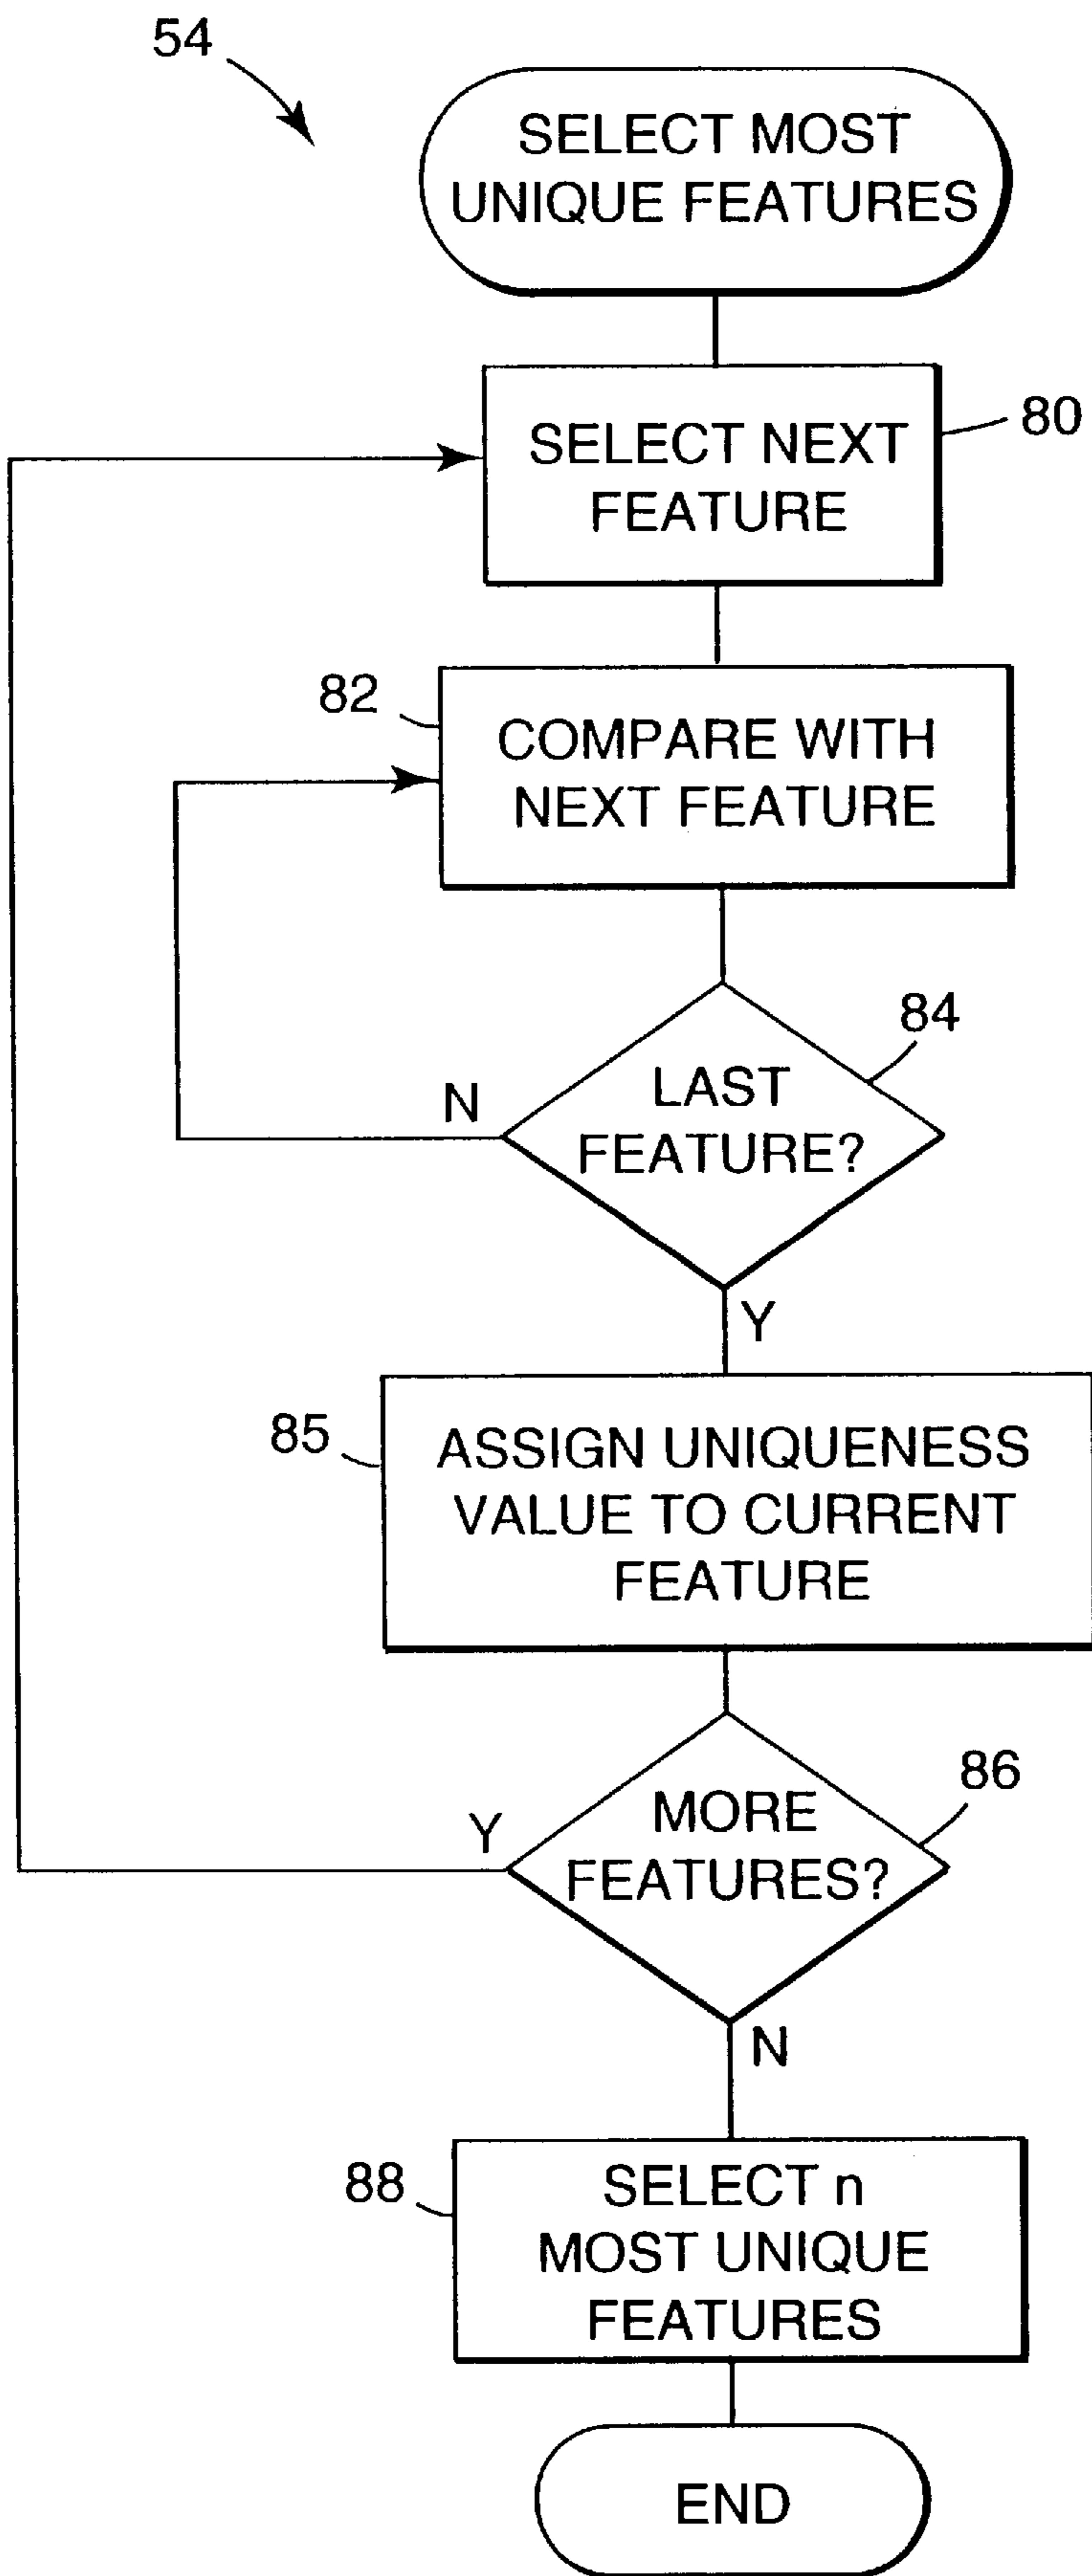 54
SELECT MOST
UNIQUE FEATURES
80
SELECT NEXT
FEATURE
82
COMPARE WITH
NEXT FEATURE
84
LAST
FEATURE?
N
Y
85
ASSIGN UNIQUENESS
VALUE TO CURRENT
FEATURE
86
MORE
FEATURES?
Y
N
88
SELECT n
MOST UNIQUE
FEATURES
END